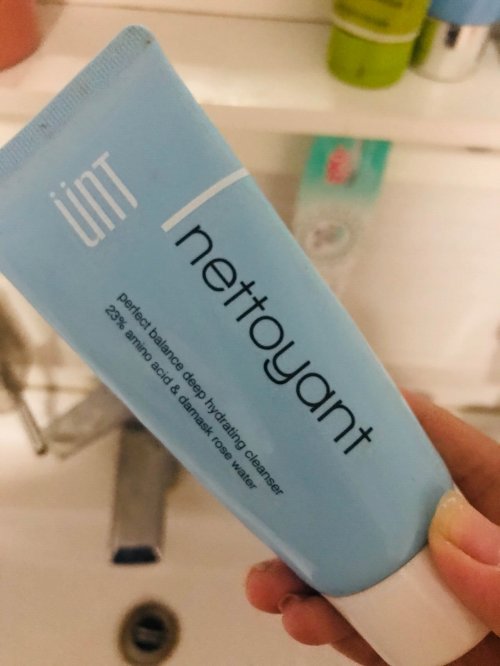 üNT
nettoyant
perfect balance deep hydrating cleanser
23% amino acid & damask rose water